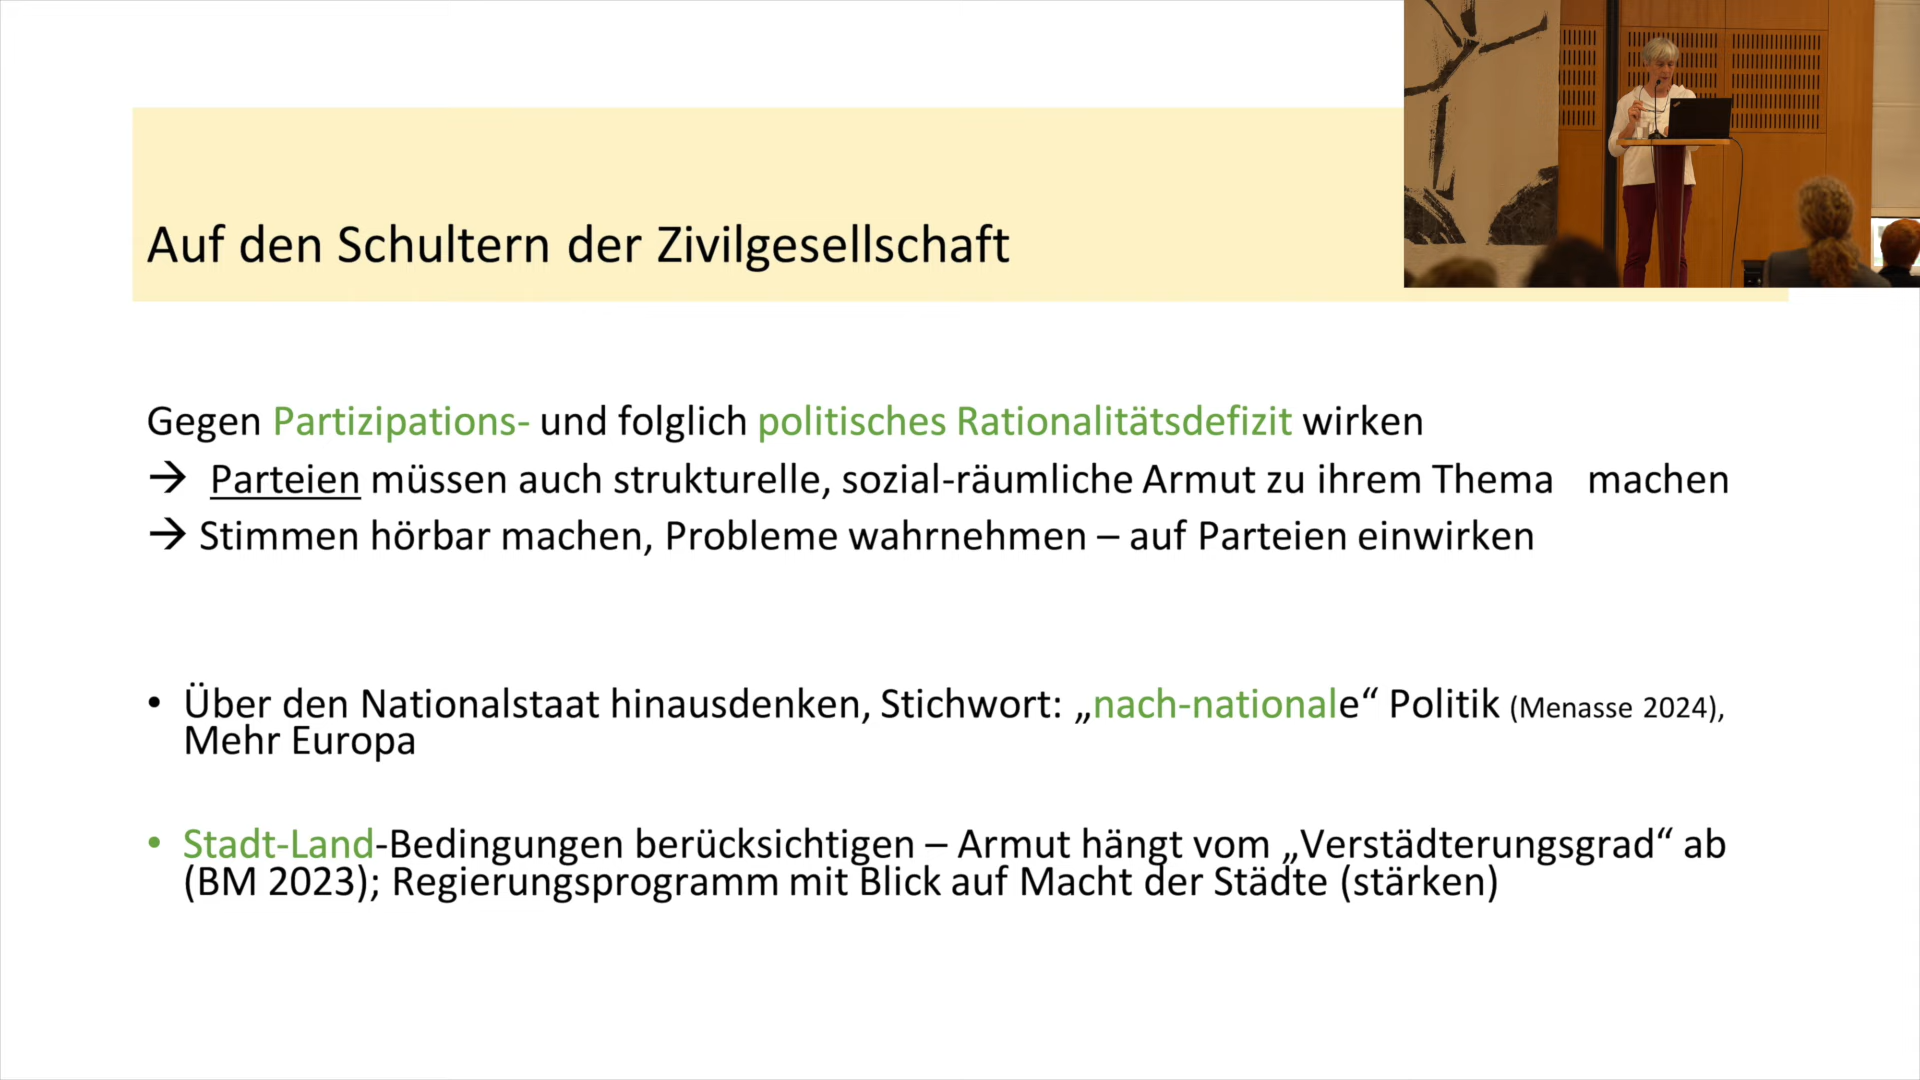 Auf den Schultern der Zivilgesellschaft
Gegen Partizipations- und folglich politisches Rationalitätsdefizit wirken
→ Parteien müssen auch strukturelle, sozial-räumliche Armut zu ihrem Thema machen
→ Stimmen hörbar machen, Probleme wahrnehmen – auf Parteien einwirken
• Über den Nationalstaat hinausdenken, Stichwort: „nach-nationale“ Politik (Menasse 2024),
Mehr Europa
• Stadt-Land-Bedingungen berücksichtigen – Armut hängt vom „Verstädterungsgrad“ ab
(BM 2023); Regierungsprogramm mit Blick auf Macht der Städte (stärken)